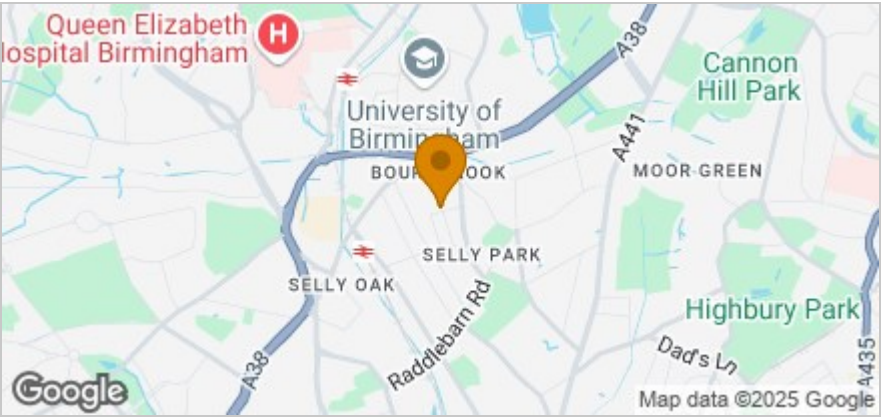 Queen Elizabeth
Hospital Birmingham
H
University of
Birmingham
A38
Cannon
Hill Park
A441
BOURNBROOK
MOOR GREEN
SELLY PARK
SELLY OAK
Highbury Park
Raddlebarn Rd
Dad's Ln
A38
A435
Google
Map data ©2025 Google